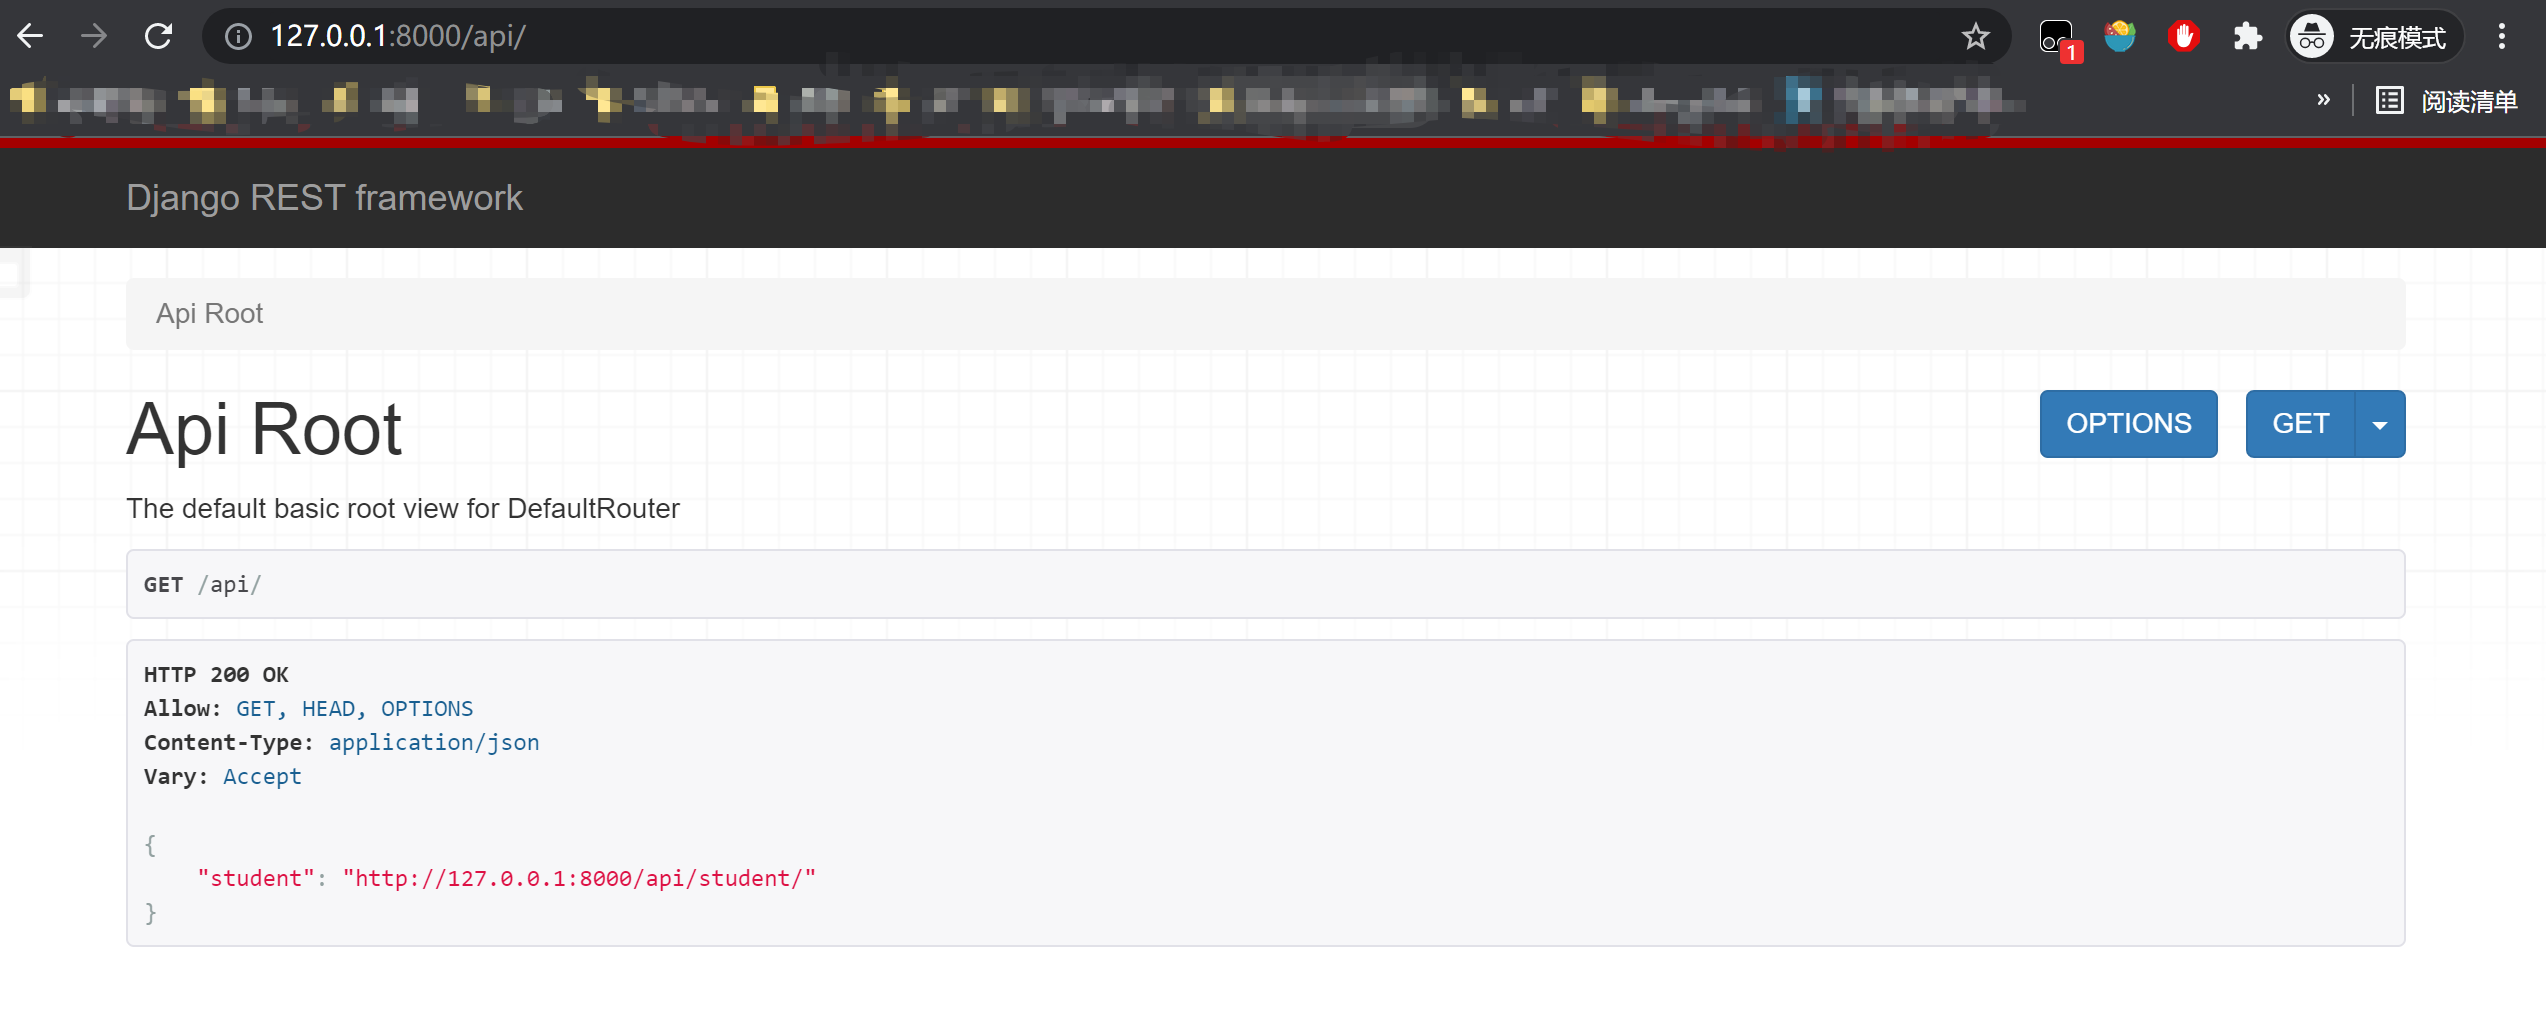 127.0.0.1:8000/api/
1
无痕模式
» 阅读清单
Django REST framework
Api Root
Api Root
OPTIONS GET
The default basic root view for DefaultRouter
GET /api/
HTTP 200 OK
Allow: GET, HEAD, OPTIONS
Content-Type: application/json
Vary: Accept
{
"student": "http://127.0.0.1:8000/api/student/"
}